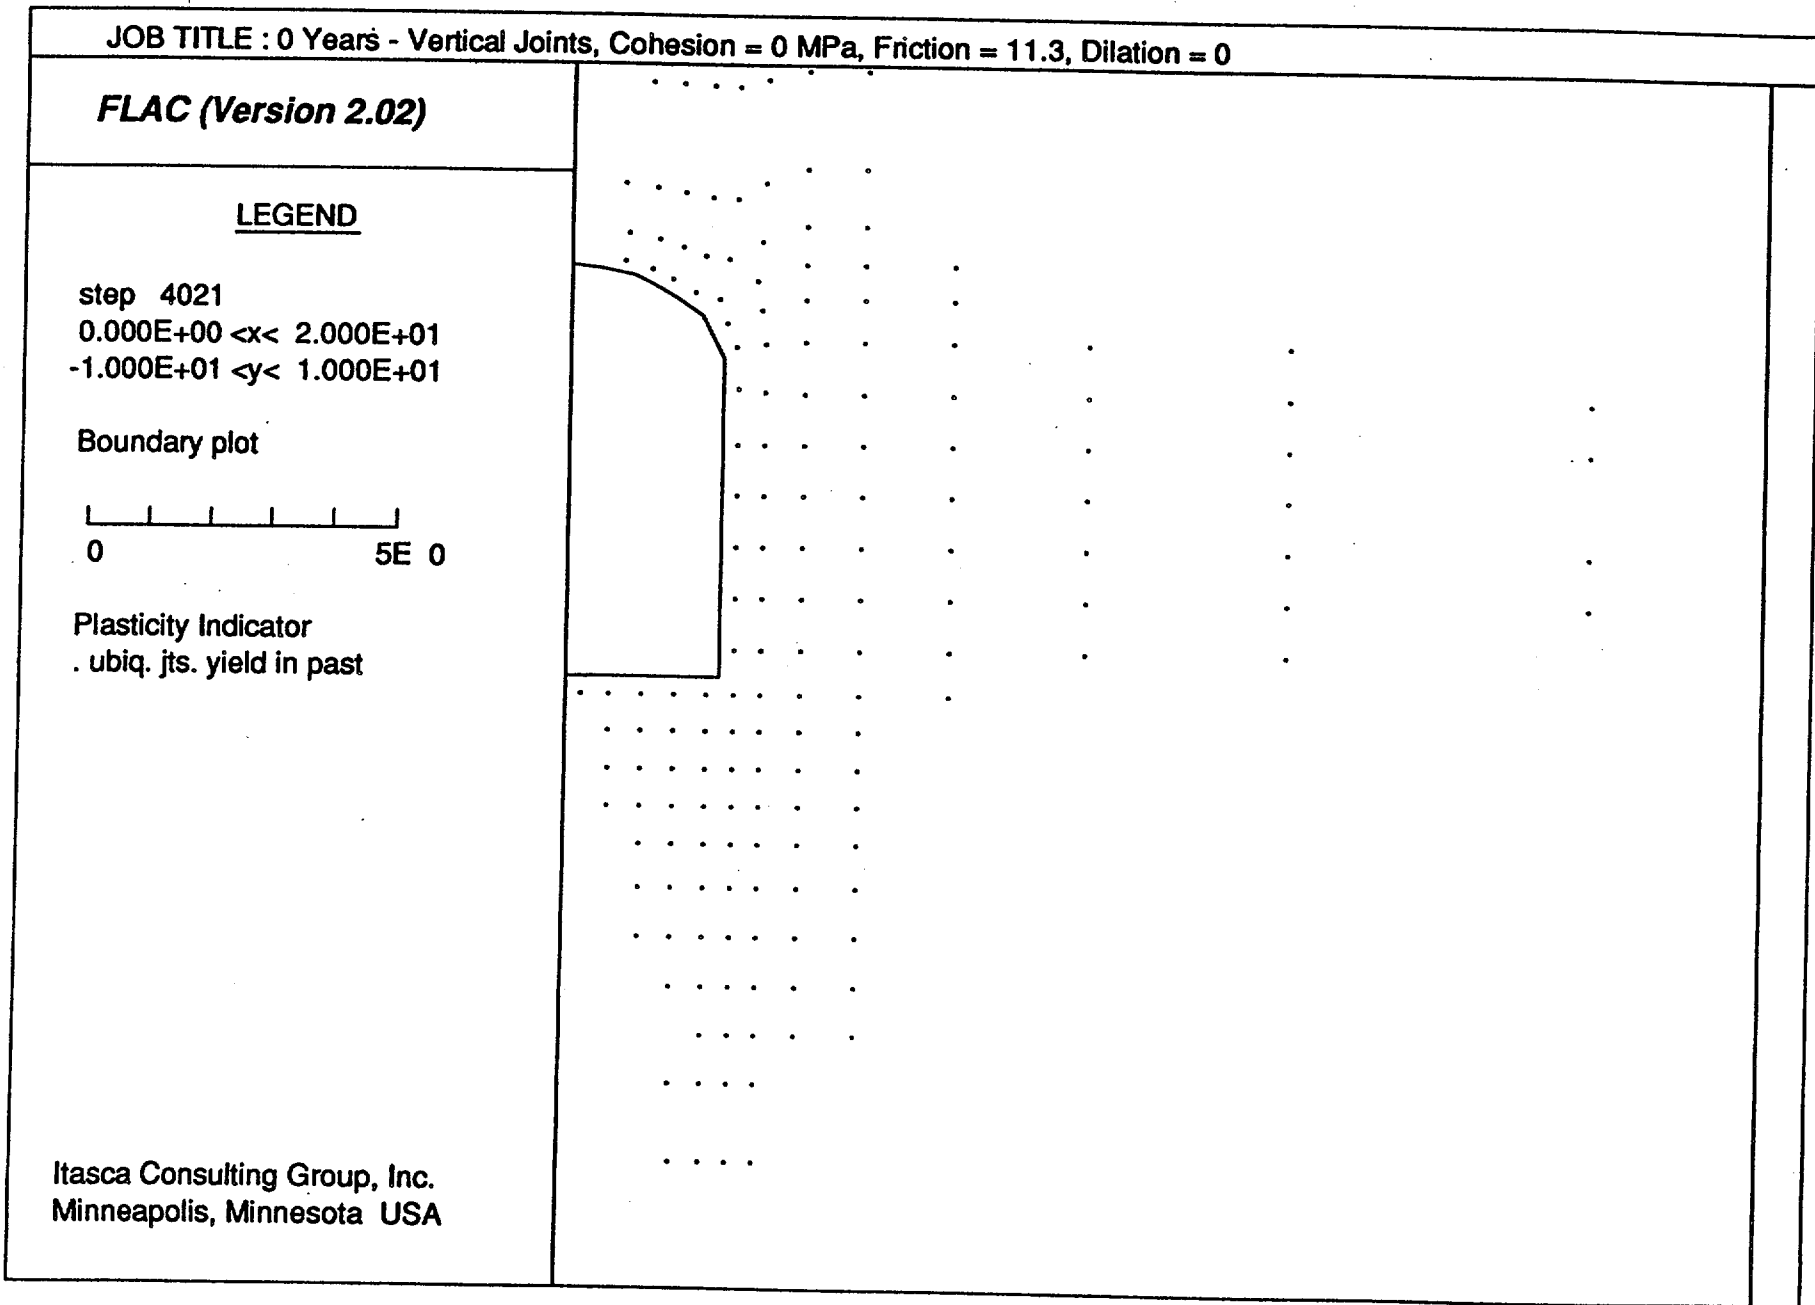 JOB TITLE : 0 Years - Vertical Joints, Cohesion = 0 MPa, Friction = 11.3, Dilation = 0
FLAC (Version 2.02)
LEGEND
step 4021
0.000E+00 <x< 2.000E+01
-1.000E+01 <y< 1.000E+01
Boundary plot
0 5E 0
Plasticity Indicator
. ubiq. jts. yield in past
Itasca Consulting Group, Inc.
Minneapolis, Minnesota USA